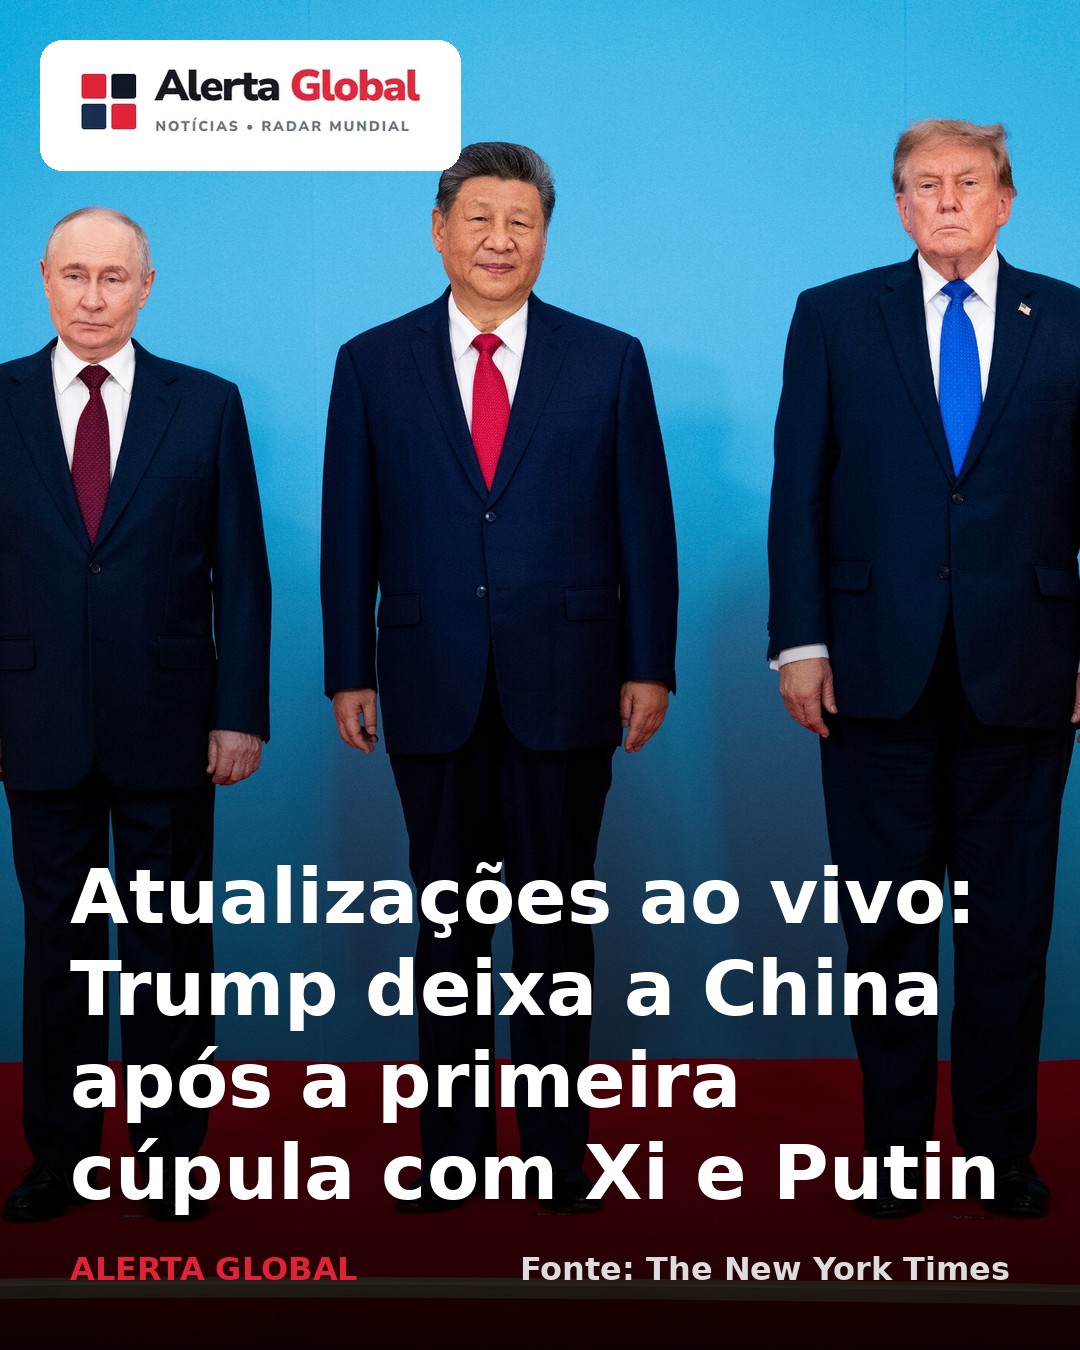 Alerta Global
NOTÍCIAS • RADAR MUNDIAL
Atualizações ao vivo:
Trump deixa a China
após a primeira
cúpula com Xi e Putin
ALERTA GLOBAL
Fonte: The New York Times